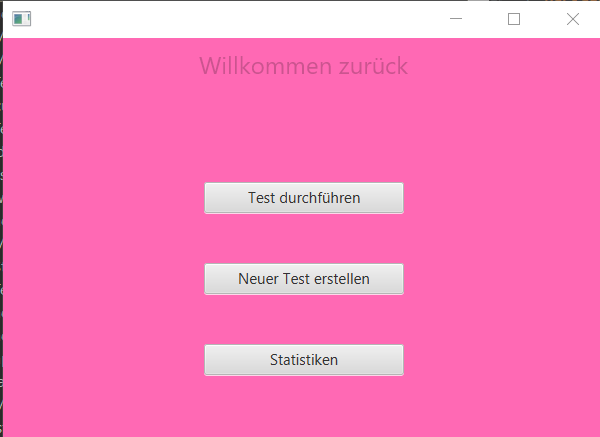 Willkommen zurück
Test durchführen
Neuer Test erstellen
Statistiken